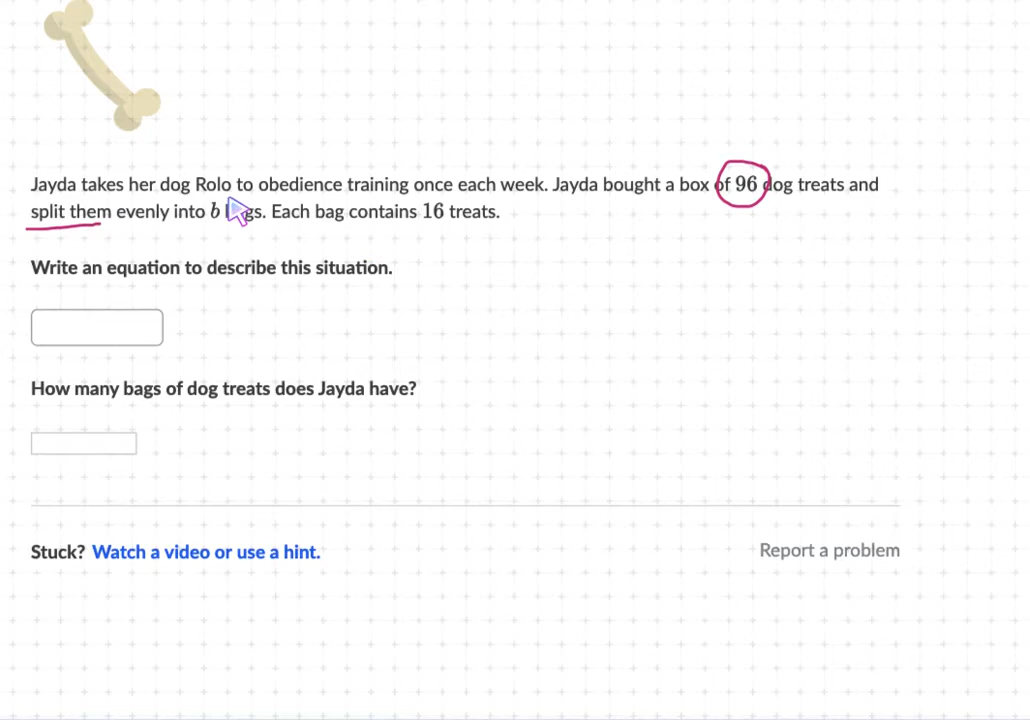 Jayda takes her dog Rolo to obedience training once each week. Jayda bought a box of 96 dog treats and
split them evenly into b bags. Each bag contains 16 treats.
Write an equation to describe this situation.
How many bags of dog treats does Jayda have?
Stuck? Watch a video or use a hint.
Report a problem